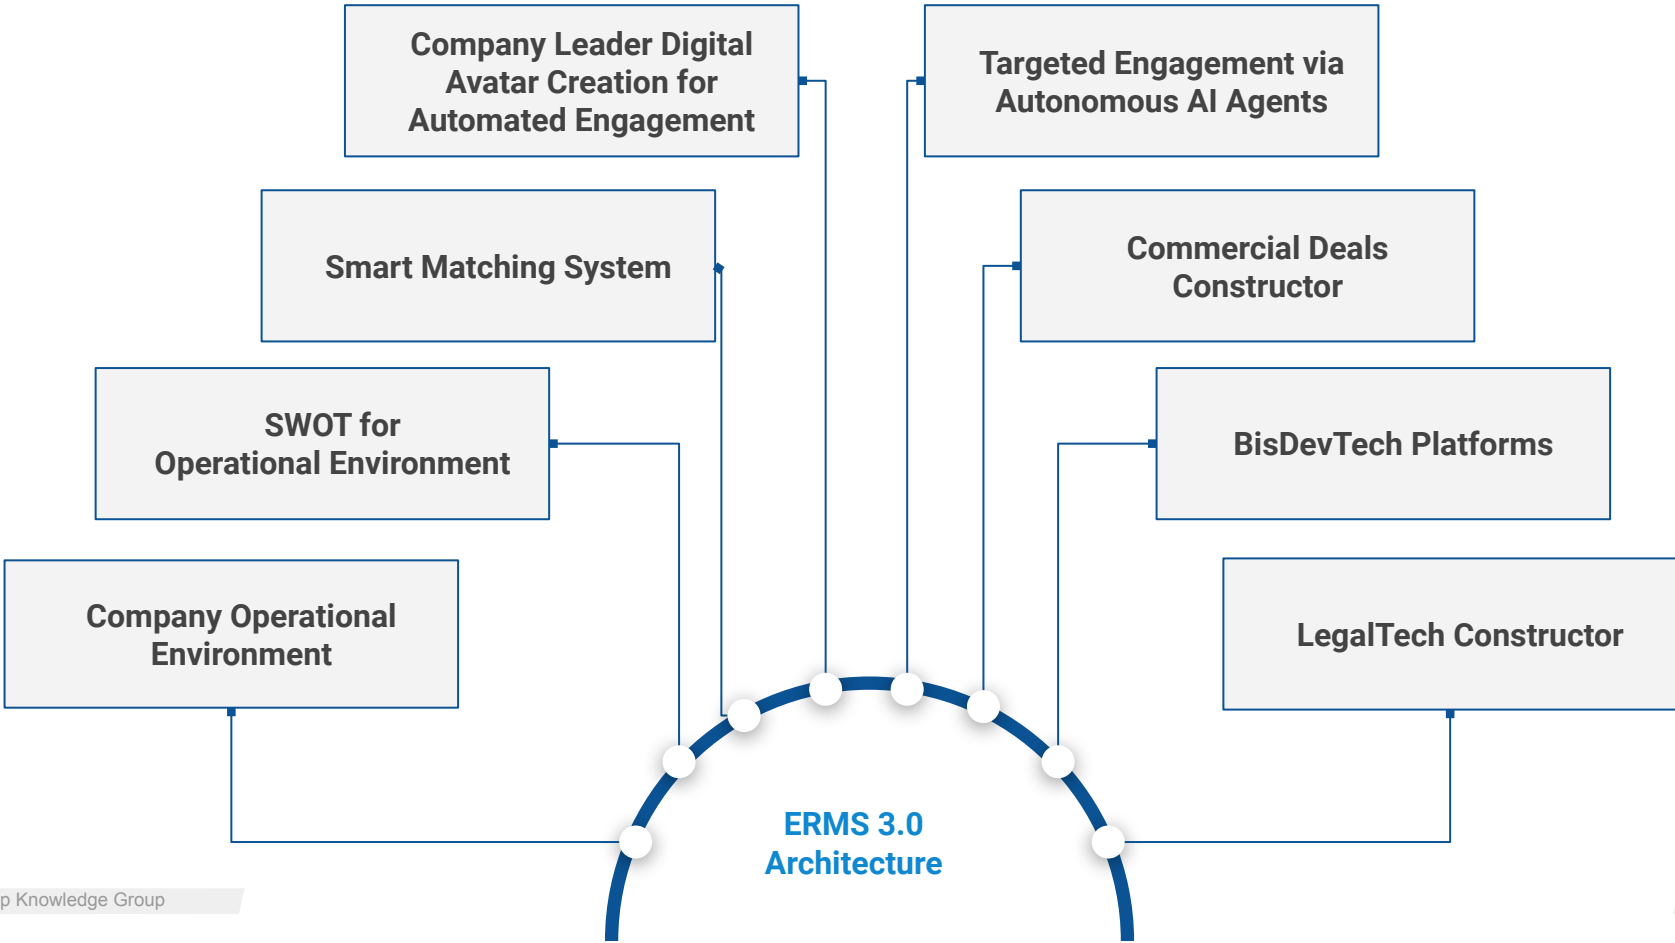 Company Leader Digital
Avatar Creation for
Automated Engagement
Targeted Engagement via
Autonomous AI Agents
Smart Matching System
Commercial Deals
Constructor
SWOT for
Operational Environment
BisDevTech Platforms
Company Operational
Environment
LegalTech Constructor
ERMS 3.0
Architecture
p Knowledge Group